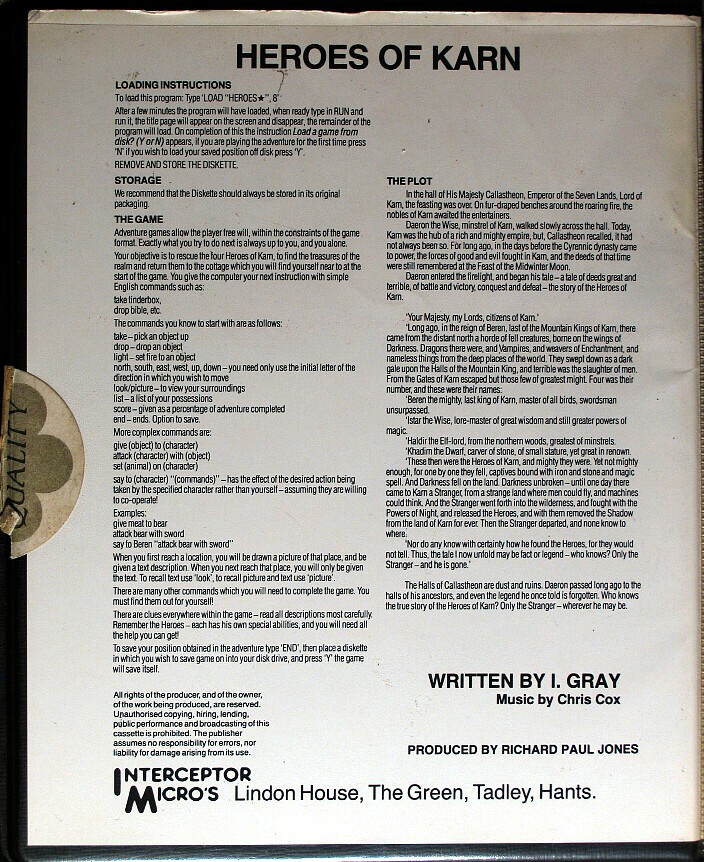 HEROES OF KARN
LOADING INSTRUCTIONS
To load this program: Type 'LOAD "HEROES★", 8'
After a few minutes the program will have loaded, when ready type in RUN and
run it, the title page will appear on the screen and disappear, the remainder of the
program will load. On completion of this the instruction Load a game from
disk? (Y or N) appears, if you are playing the adventure for the first time press
'N' if you wish to load your saved position off disk press 'Y'.
REMOVE AND STORE THE DISKETTE.
STORAGE
We recommend that the Diskette should always be stored in its original
packaging.
THE GAME
Adventure games allow the player free will, within the constraints of the game
format. Exactly what you try to do next is always up to you, and you alone.
Your objective is to rescue the four Heroes of Karn, to find the treasures of the
realm and return them to the cottage which you will find yourself near to at the
start of the game. You give the computer your next instruction with simple
English commands such as:
take tinderbox,
drop bible, etc.
The commands you know to start with are as follows:
take – pick an object up
drop – drop an object
light – set fire to an object
north, south, east, west, up, down – you need only use the initial letter of the
direction in which you wish to move
look/picture – to view your surroundings
list – a list of your possessions
score – given as a percentage of adventure completed
end – ends. Option to save.
More complex commands are:
give (object) to (character)
attack (character) with (object)
set (animal) on (character)
say to (character) "(commands)" – has the effect of the desired action being
taken by the specified character rather than yourself – assuming they are willing
to co-operate!
Examples:
give meat to bear
attack bear with sword
say to Beren "attack bear with sword"
When you first reach a location, you will be drawn a picture of that place, and be
given a text description. When you next reach that place, you will only be given
the text. To recall text use 'look', to recall picture and text use 'picture'.
There are many other commands which you will need to complete the game. You
must find them out for yourself!
There are clues everywhere within the game – read all descriptions most carefully.
Remember the Heroes – each has his own special abilities, and you will need all
the help you can get!
To save your position obtained in the adventure type 'END', then place a diskette
in which you wish to save game on into your disk drive, and press 'Y' the game
will save itself.
All rights of the producer, and of the owner,
of the work being produced, are reserved.
Unauthorised copying, hiring, lending,
public performance and broadcasting of this
cassette is prohibited. The publisher
assumes no responsibility for errors, nor
liability for damage arising from its use.
THE PLOT
In the hall of His Majesty Callastheon, Emperor of the Seven Lands, Lord of
Karn, the feasting was over. On fur-draped benches around the roaring fire, the
nobles of Karn awaited the entertainers.
Daeron the Wise, minstrel of Karn, walked slowly across the hall. Today,
Karn was the hub of a rich and mighty empire, but, Callastheon recalled, it had
not always been so. For long ago, in the days before the Cyrennic dynasty came
to power, the forces of good and evil fought in Karn, and the deeds of that time
were still remembered at the Feast of the Midwinter Moon.
Daeron entered the firelight, and began his tale – a tale of deeds great and
terrible, of battle and victory, conquest and defeat – the story of the Heroes of
Karn.
'Your Majesty, my Lords, citizens of Karn.'
'Long ago, in the reign of Beren, last of the Mountain Kings of Karn, there
came from the distant north a horde of fell creatures, borne on the wings of
Darkness. Dragons there were, and Vampires, and weavers of Enchantment, and
nameless things from the deep places of the world. They swept down as a dark
gale upon the Halls of the Mountain King, and terrible was the slaughter of men.
From the Gates of Karn escaped but those few of greatest might. Four was their
number, and these were their names:
'Beren the mighty, last king of Karn, master of all birds, swordsman
unsurpassed.
'Istar the Wise, lore-master of great wisdom and still greater powers of
magic.
'Haldir the Elf-lord, from the northern woods, greatest of minstrels.
'Khadim the Dwarf, carver of stone, of small stature, yet great in renown.
'These then were the Heroes of Karn, and mighty they were. Yet not mighty
enough, for one by one they fell, captives bound with iron and stone and magic
spell. And Darkness fell on the land. Darkness unbroken – until one day there
came to Karn a Stranger, from a strange land where men could fly, and machines
could think. And the Stranger went forth into the wilderness, and fought with the
Powers of Night, and released the Heroes, and with them removed the Shadow
from the land of Karn for ever. Then the Stranger departed, and none know to
where.
'Nor do any know with certainty how he found the Heroes, for they would
not tell. Thus, the tale I now unfold may be fact or legend – who knows? Only the
Stranger – and he is gone.'
The Halls of Callastheon are dust and ruins. Daeron passed long ago to the
halls of his ancestors, and even the legend he once told is forgotten. Who knows
the true story of the Heroes of Karn? Only the Stranger – wherever he may be.
WRITTEN BY I. GRAY
Music by Chris Cox
PRODUCED BY RICHARD PAUL JONES
INTERCEPTOR
MICRO'S Lindon House, The Green, Tadley, Hants.
QUALITY